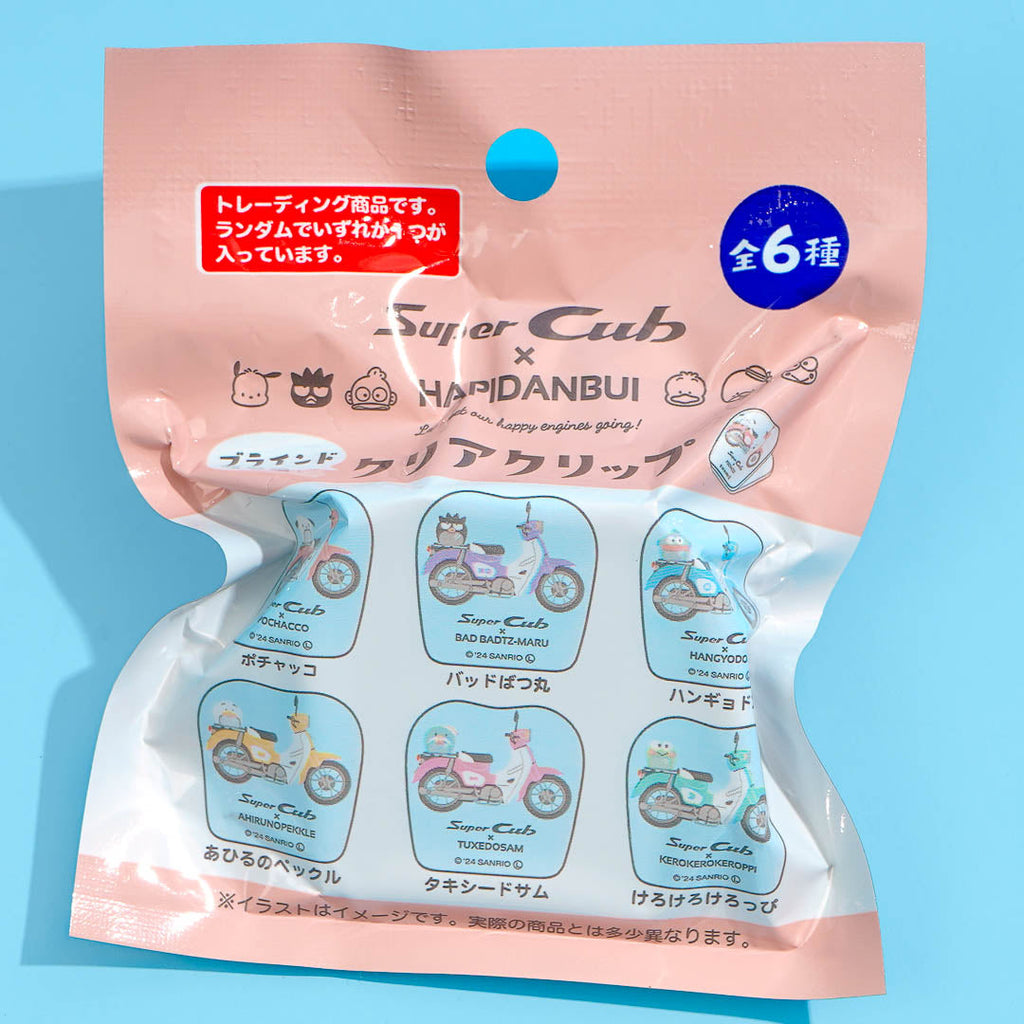 トレーディング商品です。
ランダムでいずれか1つが
入っています。
全6種
Super Cub
×
HAPIDANBUI
our happy engines going!
ブラインド
クリアクリップ
Cub
×
OCHACCO
©'24 SANRIO Ⓛ
ポチャッコ
Super Cub
×
BAD BADTZ-MARU
©'24 SANRIO Ⓛ
バッドばつ丸
Super Cub
×
HANGYODO
©'24 SANRIO Ⓛ
ハンギョド
Super Cub
×
AHIRUNOPEKKLE
©'24 SANRIO Ⓛ
あひるのペックル
Super Cub
×
TUXEDOSAM
©'24 SANRIO Ⓛ
タキシードサム
Super Cub
×
KEROKEROKEROPPI
©'24 SANRIO Ⓛ
けろけろけろっぴ
※イラストはイメージです。実際の商品とは多少異なります。